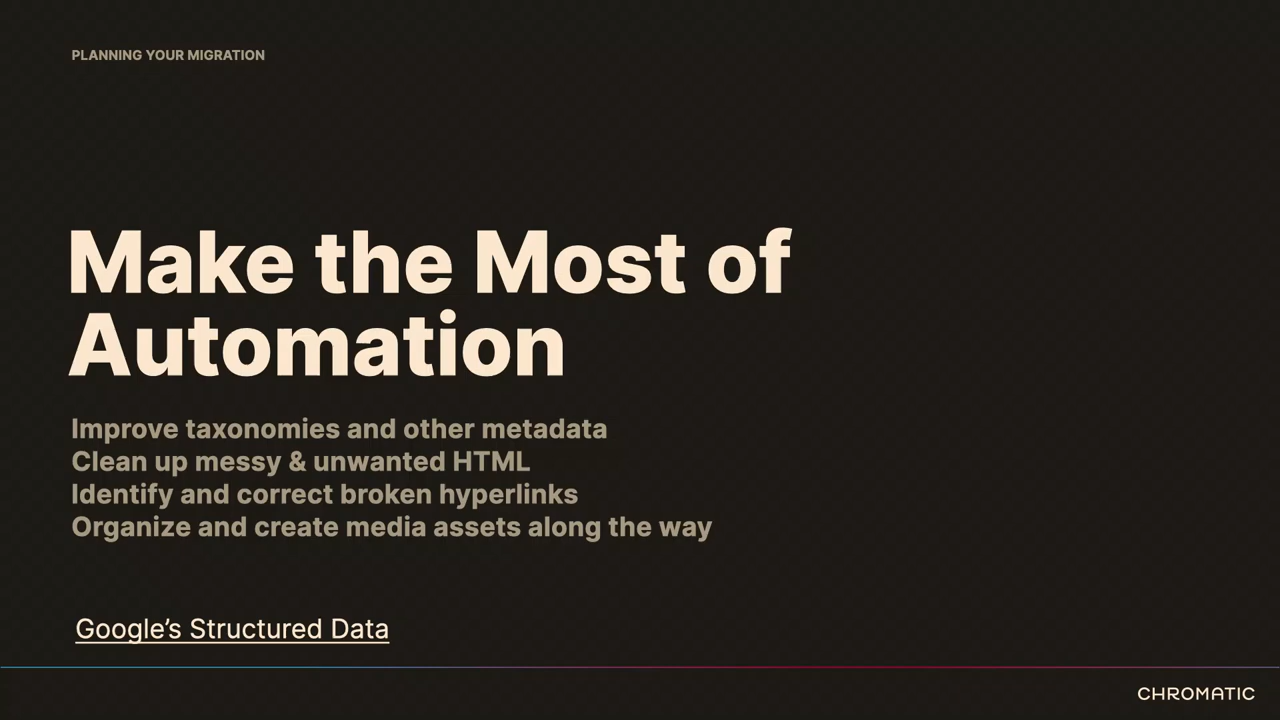 PLANNING YOUR MIGRATION
Make the Most of
Automation
Improve taxonomies and other metadata
Clean up messy & unwanted HTML
Identify and correct broken hyperlinks
Organize and create media assets along the way
Google’s Structured Data
CHROMATIC